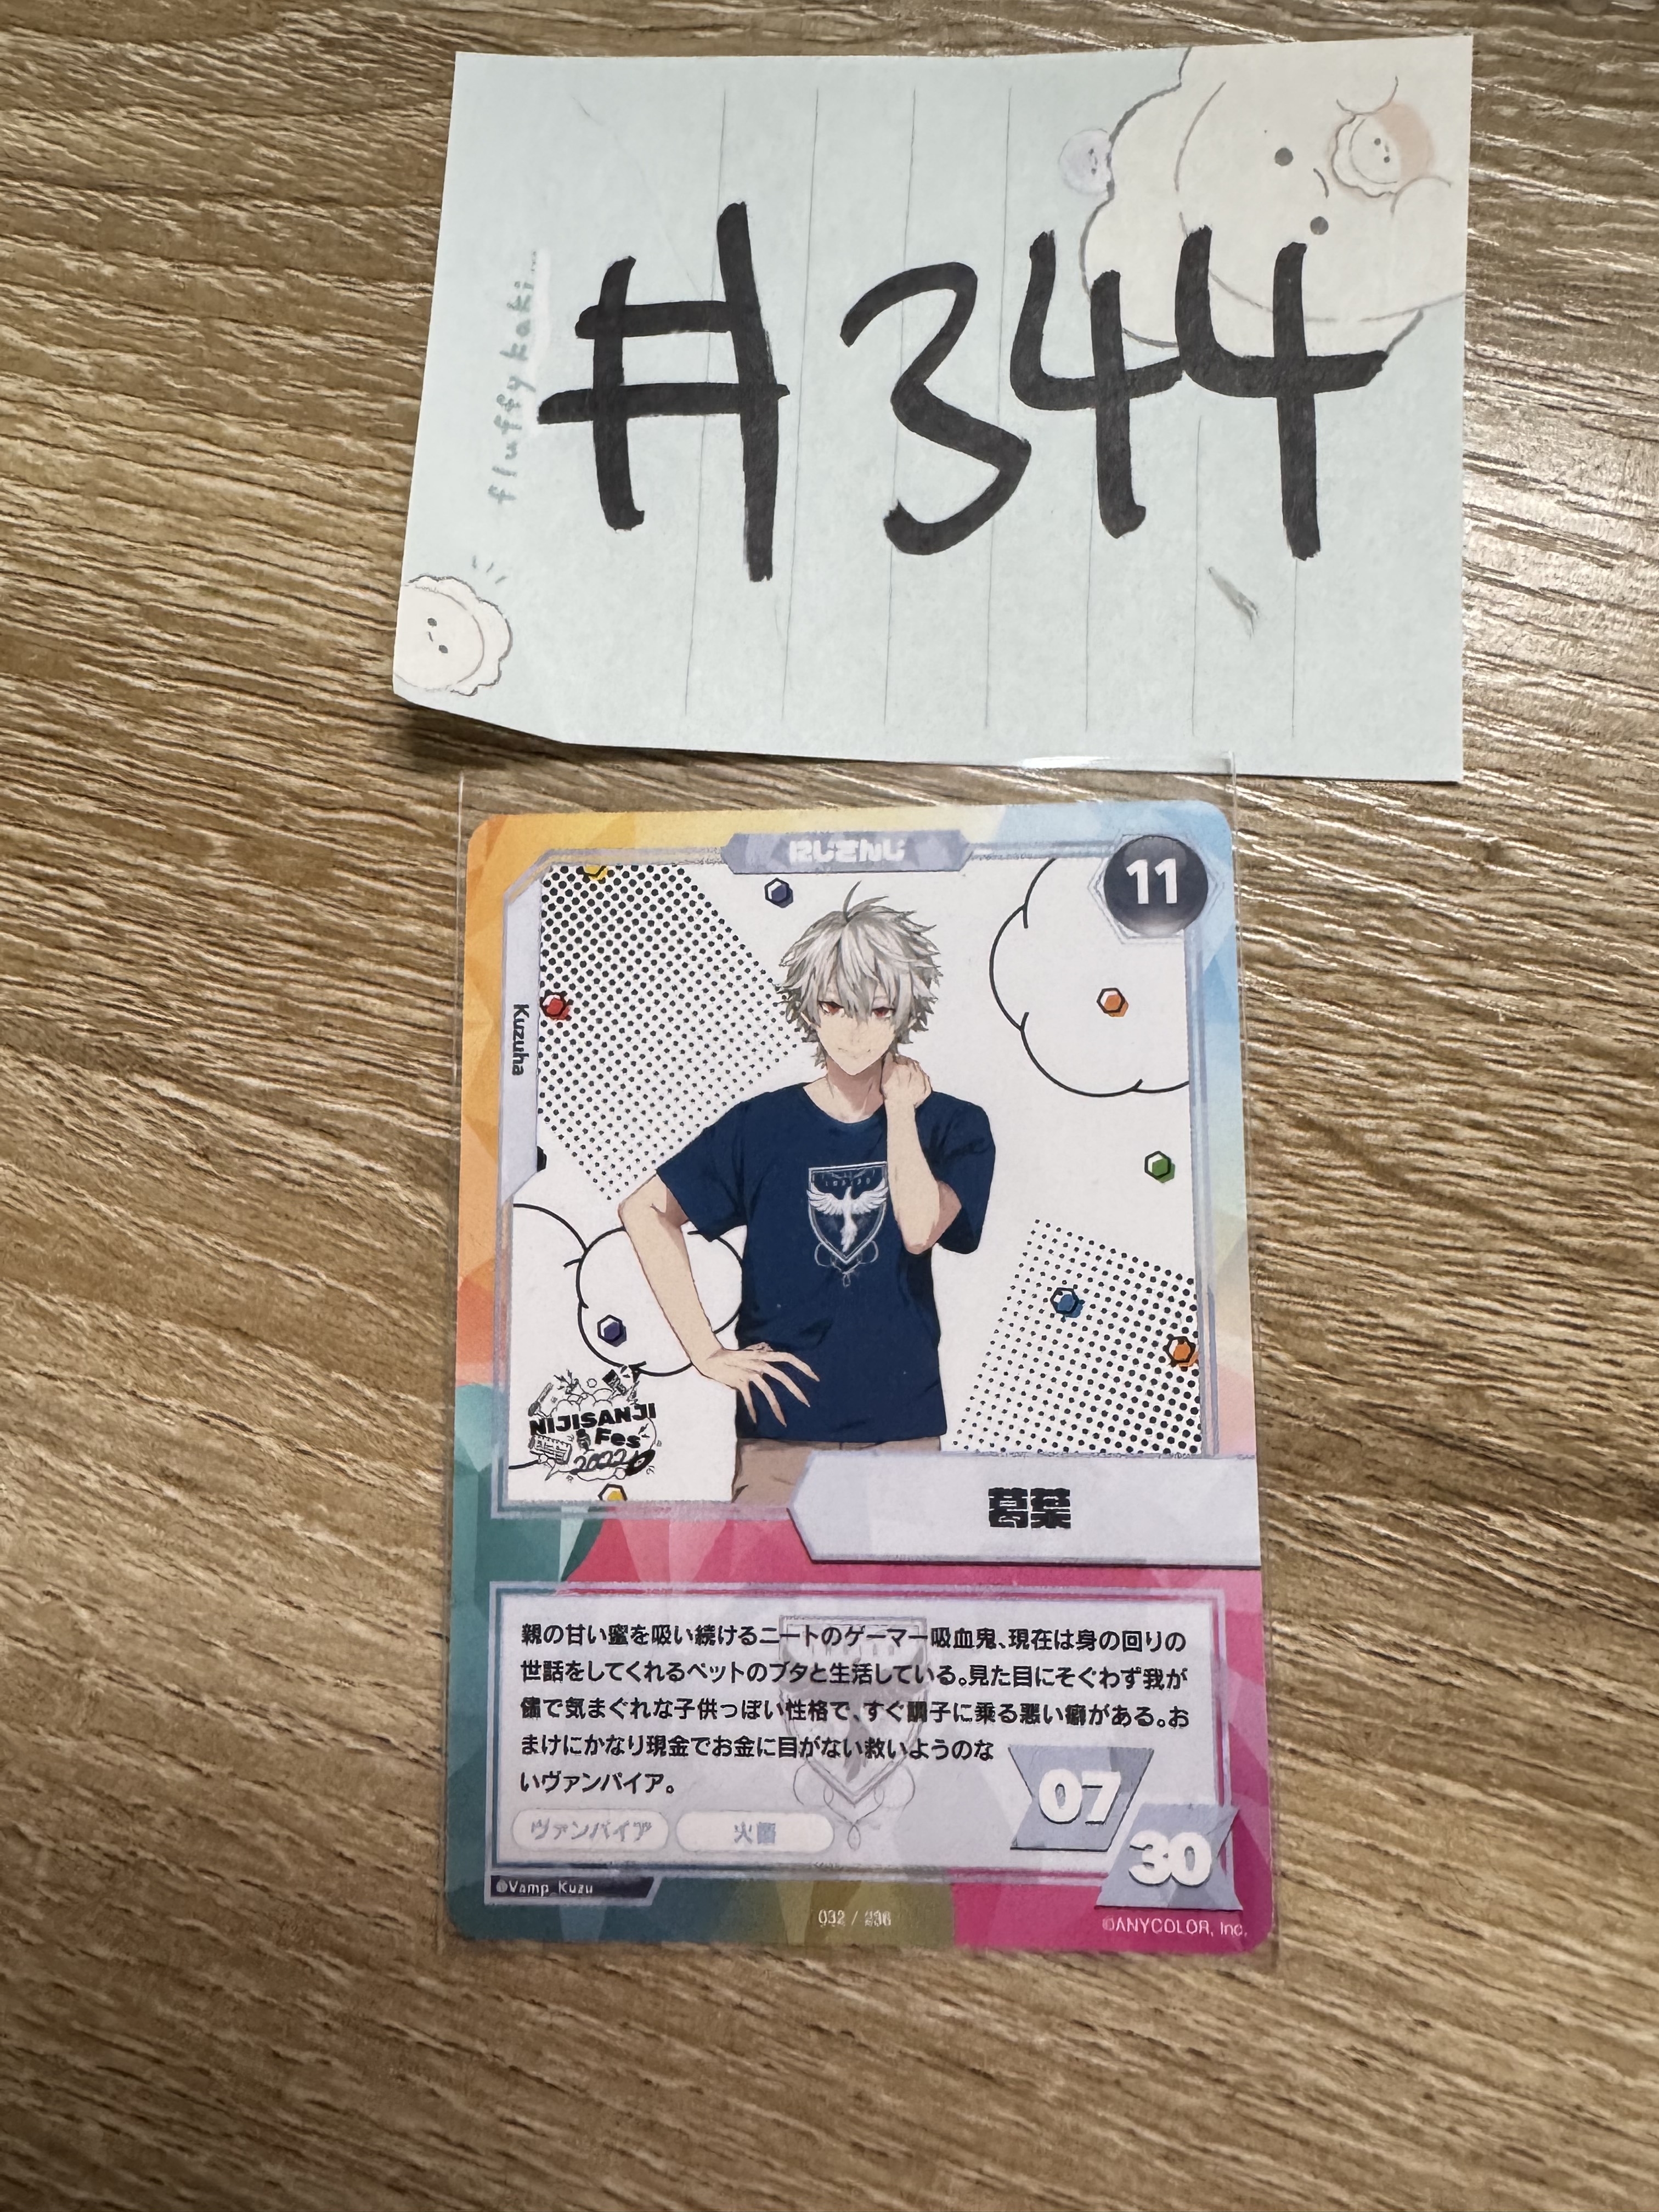 #344
fluffy kaki...
にじさんじ
11
Kuzuha
NIJISANJI
Fes
2022
葛葉
親の甘い蜜を吸い続けるニートのゲーマー吸血鬼、現在は身の回りの
世話をしてくれるペットのブタと生活している。見た目にそぐわず我が
儘で気まぐれな子供っぽい性格で、すぐ調子に乗る悪い癖がある。お
まけにかなり現金でお金に目がない救いようのな
いヴァンパイア。
07
30
ヴァンパイア
@Vamp_Kuzu
032 / 236
©ANYCOLOR, Inc.